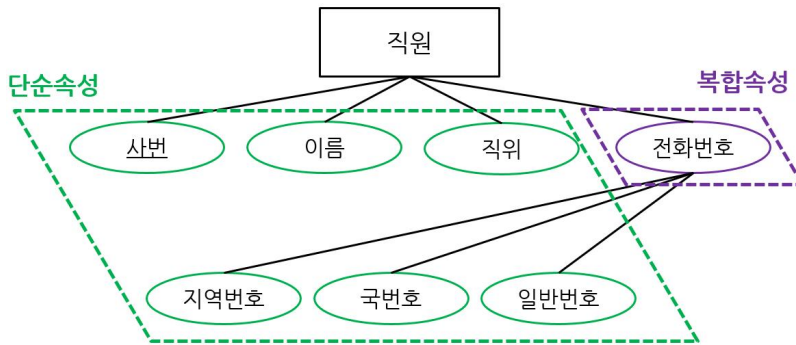 직원
단순속성
복합속성
사번
이름
직위
전화번호
지역번호
국번호
일반번호